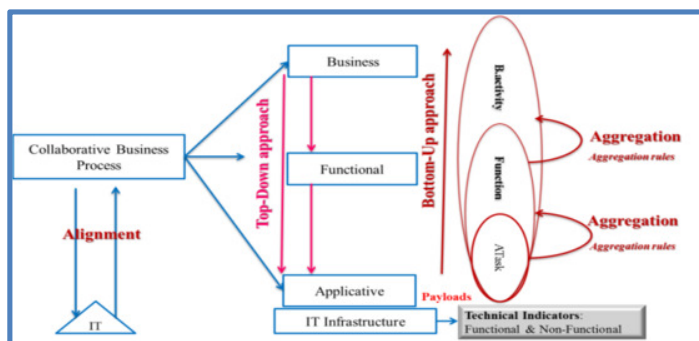 Business
Collaborative Business
Process
Functional
Applicative
IT Infrastructure
Alignment
IT
Top-Down approach
Bottom-Up approach
B.activity
Function
ATask
Aggregation
Aggregation rules
Aggregation
Aggregation rules
Payloads
Technical Indicators:
Functional & Non-Functional